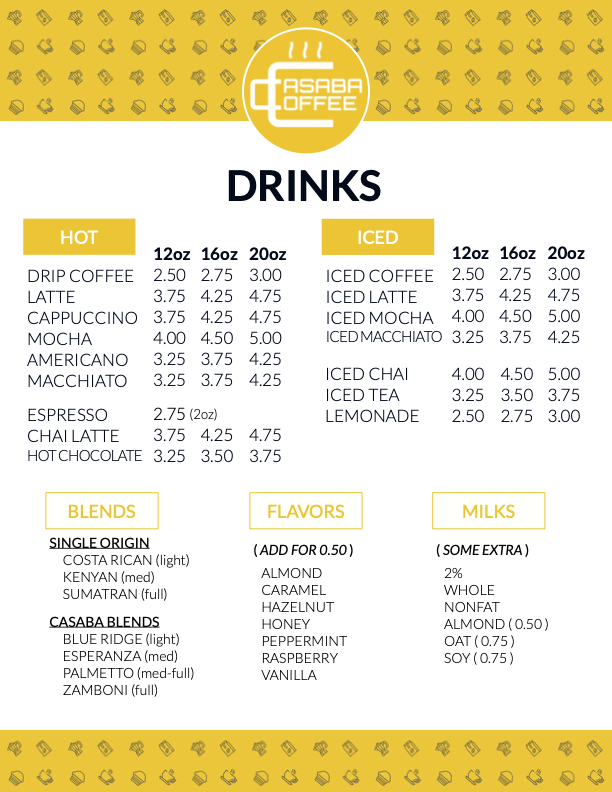 CASABA
COFFEE
DRINKS
HOT
12oz 16oz 20oz
DRIP COFFEE 2.50 2.75 3.00
LATTE 3.75 4.25 4.75
CAPPUCCINO 3.75 4.25 4.75
MOCHA 4.00 4.50 5.00
AMERICANO 3.25 3.75 4.25
MACCHIATO 3.25 3.75 4.25
ESPRESSO 2.75 (2oz)
CHAI LATTE 3.75 4.25 4.75
HOT CHOCOLATE 3.25 3.50 3.75
ICED
12oz 16oz 20oz
ICED COFFEE 2.50 2.75 3.00
ICED LATTE 3.75 4.25 4.75
ICED MOCHA 4.00 4.50 5.00
ICED MACCHIATO 3.25 3.75 4.25
ICED CHAI 4.00 4.50 5.00
ICED TEA 3.25 3.50 3.75
LEMONADE 2.50 2.75 3.00
BLENDS
SINGLE ORIGIN
COSTA RICAN (light)
KENYAN (med)
SUMATRAN (full)
CASABA BLENDS
BLUE RIDGE (light)
ESPERANZA (med)
PALMETTO (med-full)
ZAMBONI (full)
FLAVORS
( ADD FOR 0.50 )
ALMOND
CARAMEL
HAZELNUT
HONEY
PEPPERMINT
RASPBERRY
VANILLA
MILKS
( SOME EXTRA )
2%
WHOLE
NONFAT
ALMOND ( 0.50 )
OAT ( 0.75 )
SOY ( 0.75 )